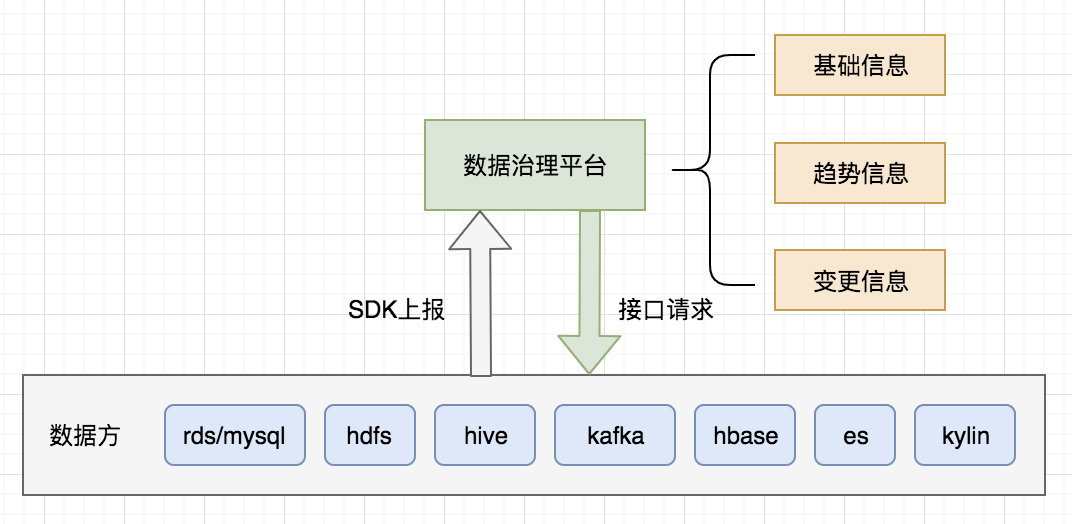 基础信息
数据治理平台
趋势信息
变更信息
SDK上报
接口请求
数据方
rds/mysql
hdfs
hive
kafka
hbase
es
kylin